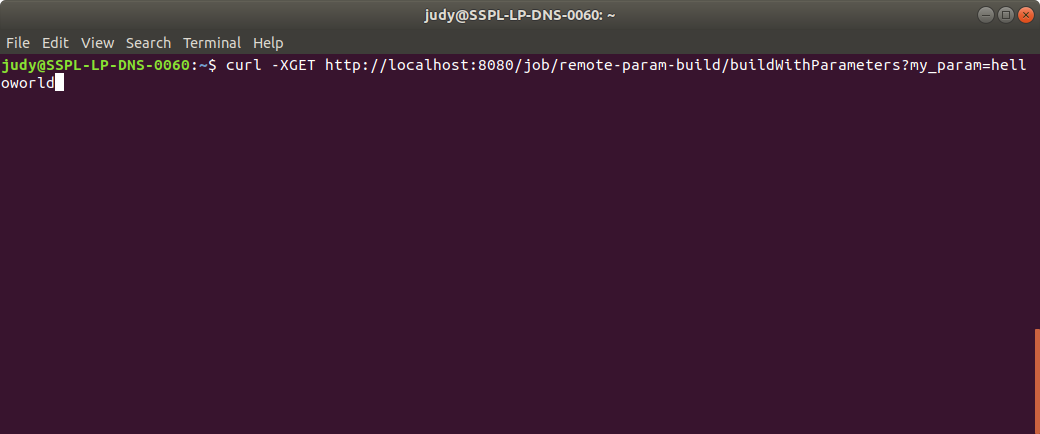 judy@SSPL-LP-DNS-0060: ~
File Edit View Search Terminal Help
judy@SSPL-LP-DNS-0060:~$ curl -XGET http://localhost:8080/job/remote-param-build/buildWithParameters?my_param=hell
oworld